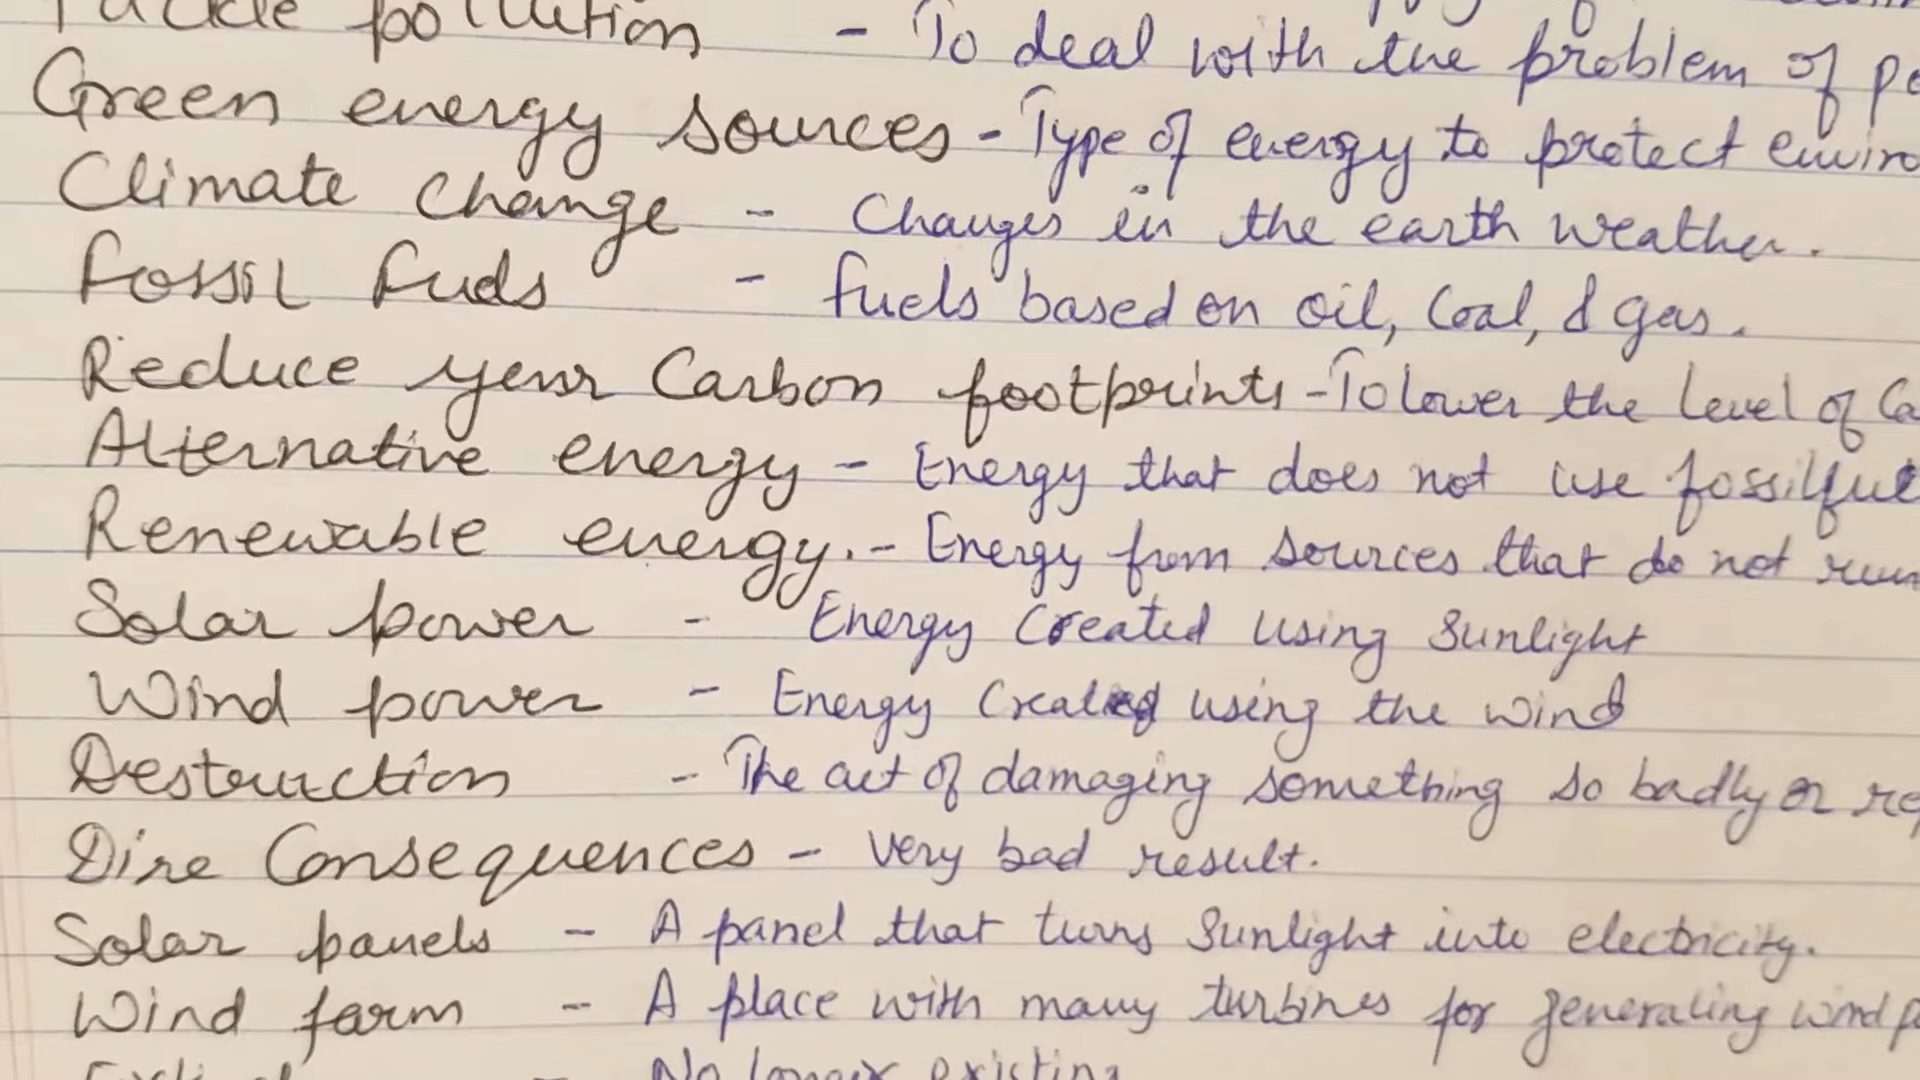 Tackle pollution - To deal with the problem of
Green energy sources - Type of energy to protect
Climate change - Changes in the earth weather.
Fossil fuels - fuels based on oil, Coal, & gas.
Reduce your Carbon footprints - To lower the level of
Alternative energy - Energy that does not use
Renewable energy. - Energy from sources that do not
Solar power - Energy Created using Sunlight
Wind power - Energy Created using the wind
Destruction - The act of damaging something so badly or
Dire Consequences - Very bad result.
Solar panels - A panel that turns Sunlight into electricity.
Wind farm - A place with many turbines for generating wind
- No longer existing